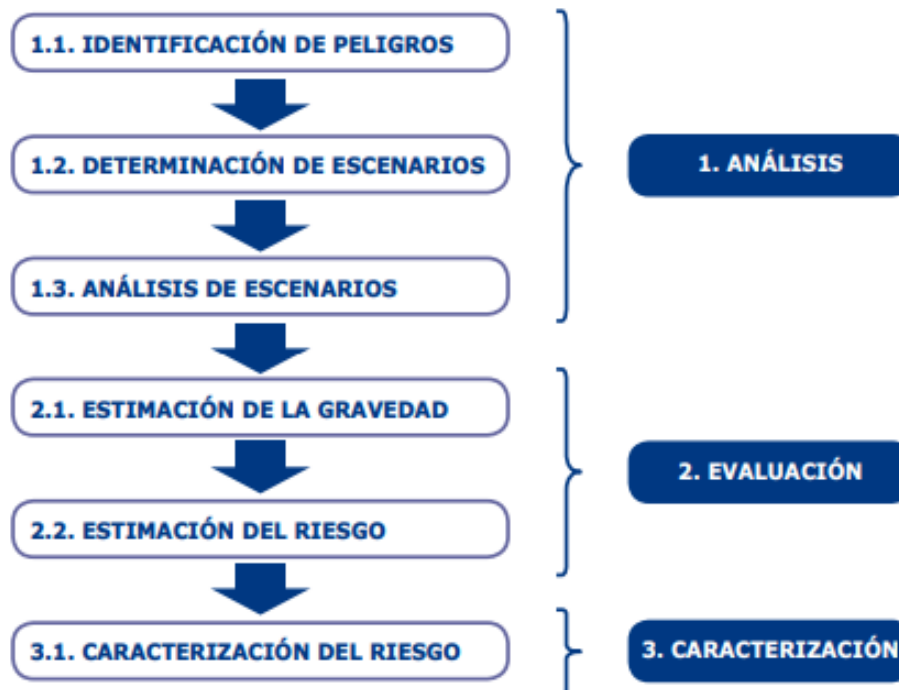 1.1. IDENTIFICACIÓN DE PELIGROS
1.2. DETERMINACIÓN DE ESCENARIOS
1. ANÁLISIS
1.3. ANÁLISIS DE ESCENARIOS
2.1. ESTIMACIÓN DE LA GRAVEDAD
2. EVALUACIÓN
2.2. ESTIMACIÓN DEL RIESGO
3.1. CARACTERIZACIÓN DEL RIESGO
3. CARACTERIZACIÓN